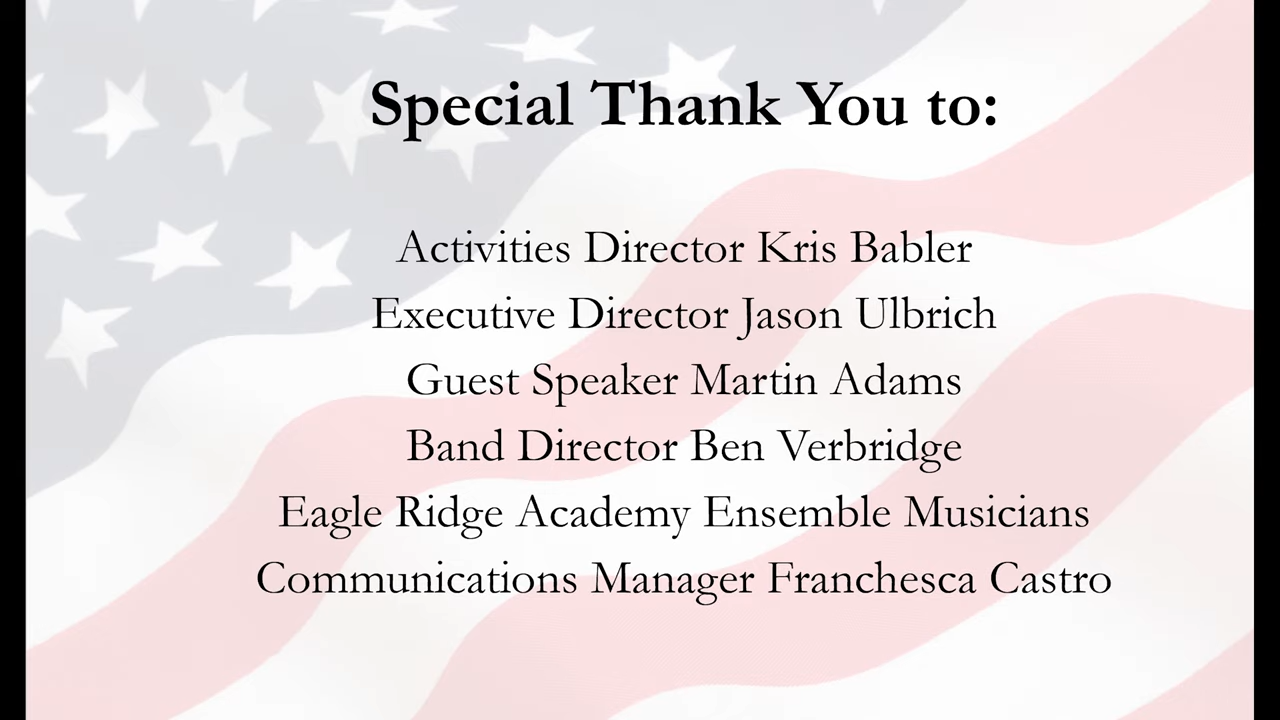 Special Thank You to:
Activities Director Kris Babler
Executive Director Jason Ulbrich
Guest Speaker Martin Adams
Band Director Ben Verbridge
Eagle Ridge Academy Ensemble Musicians
Communications Manager Franchesca Castro